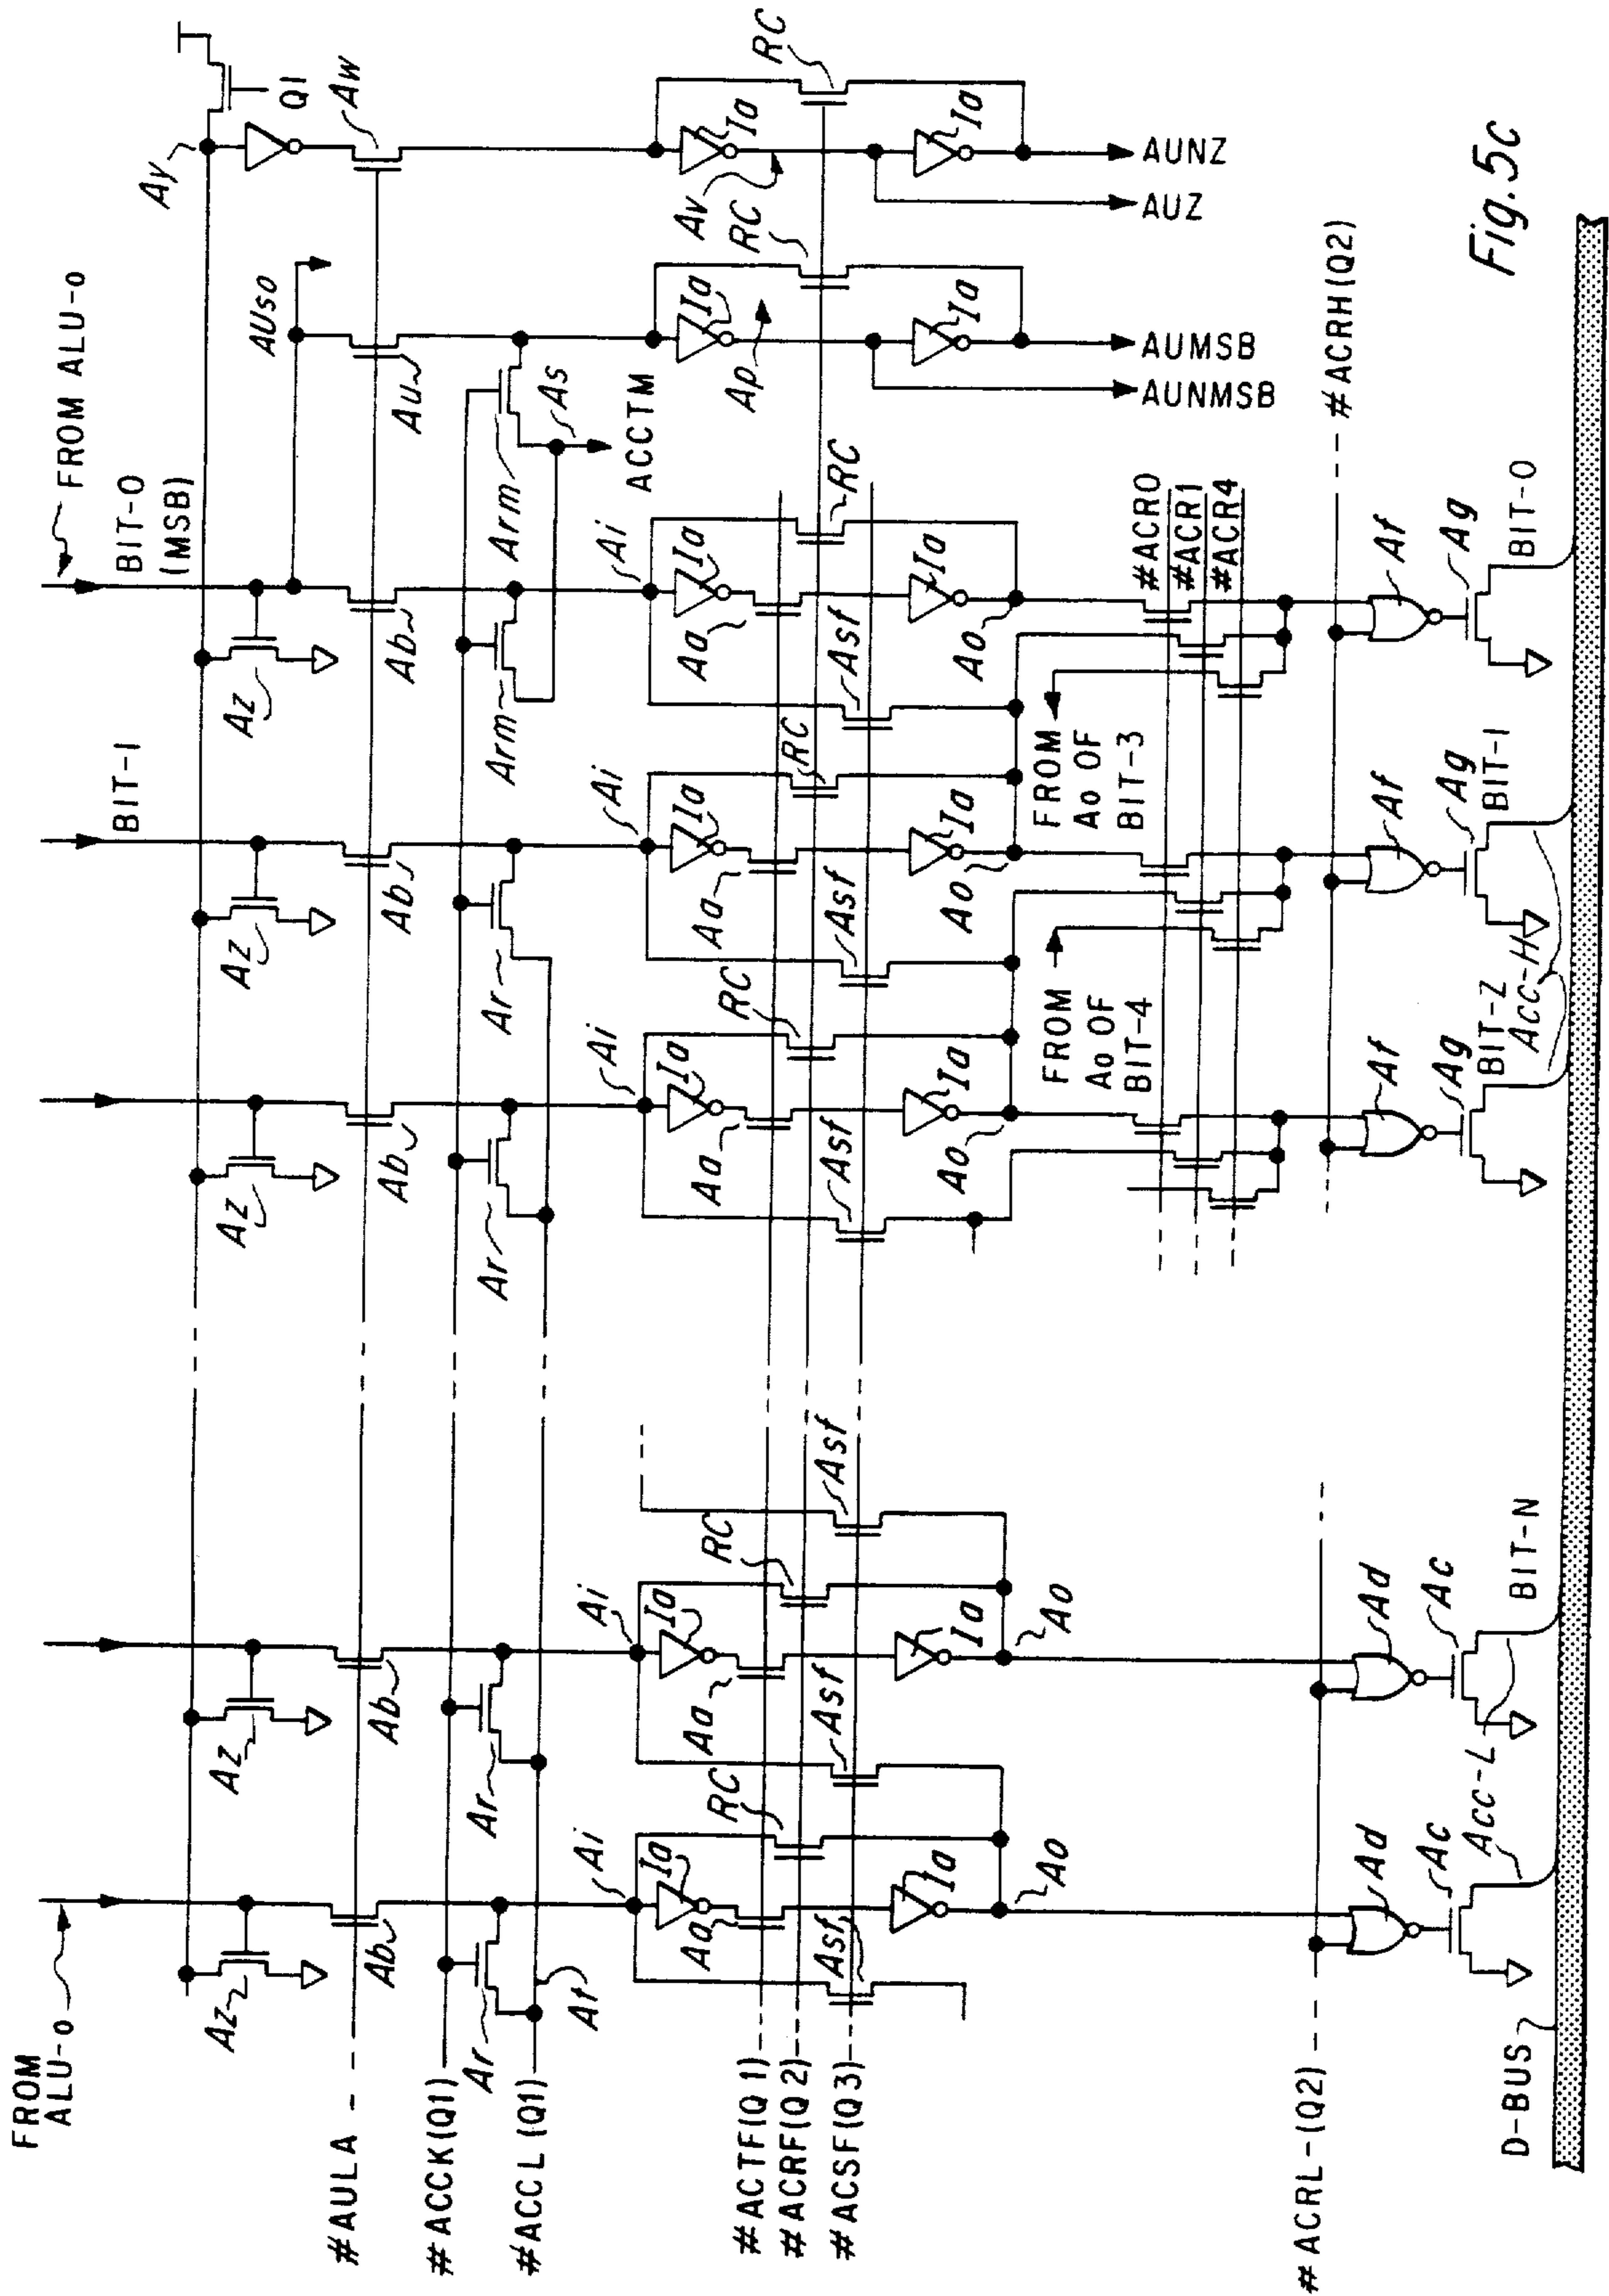 FROM
ALU-0
FROM ALU-0
BIT-1
BIT-0
(MSB)
Ay
Q1
AUso
Az
Az
Az
Az
Az
Aw
#AULA
Ab
Ab
Ab
Ab
Ab
Au
#ACCK(Q1)
Ar
Ar
Ar
Ar
Arm
Arm
As
#ACCL(Q1)
At
ACCTM
Ai
Ai
Ai
Ai
Ai
Ia
Ia
Ia
Ia
Ia
Ia
Ia
Ap
Av
RC
RC
RC
RC
RC
RC
RC
Aa
Aa
Aa
Aa
Aa
#ACTF(Q1)
#ACRF(Q2)
#ACSF(Q3)
Asf
Asf
Asf
Asf
Asf
Asf
Ia
Ia
Ia
Ia
Ia
Ia
Ia
Ao
Ao
Ao
Ao
Ao
AUNMSB
AUMSB
AUZ
AUNZ
FROM
Ao OF
BIT-4
FROM
Ao OF
BIT-3
#ACR0
#ACR1
#ACR4
#ACRL-(Q2)
#ACRH(Q2)
Ad
Ad
Af
Af
Af
Ac
Ac
Ag
Ag
Ag
D-BUS
Acc-L
BIT-N
BIT-Z
Acc-H
BIT-1
BIT-0
Fig.5c